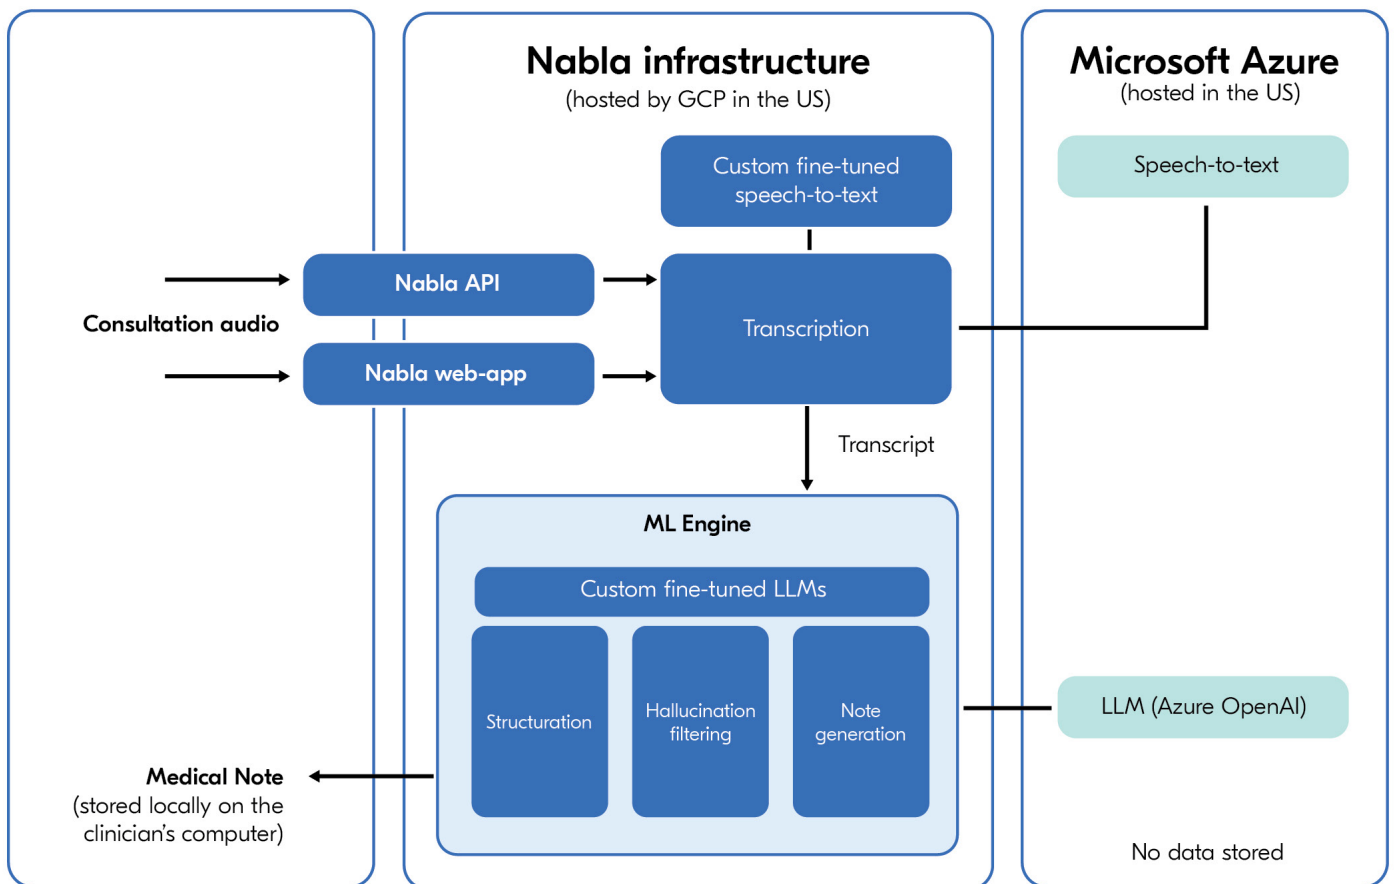 Nabla infrastructure
(hosted by GCP in the US)
Microsoft Azure
(hosted in the US)
Custom fine-tuned
speech-to-text
Speech-to-text
Nabla API
Consultation audio
Transcription
Nabla web-app
Transcript
ML Engine
Custom fine-tuned LLMs
Structuration
Hallucination
filtering
Note
generation
LLM (Azure OpenAI)
Medical Note
(stored locally on the
clinician’s computer)
No data stored